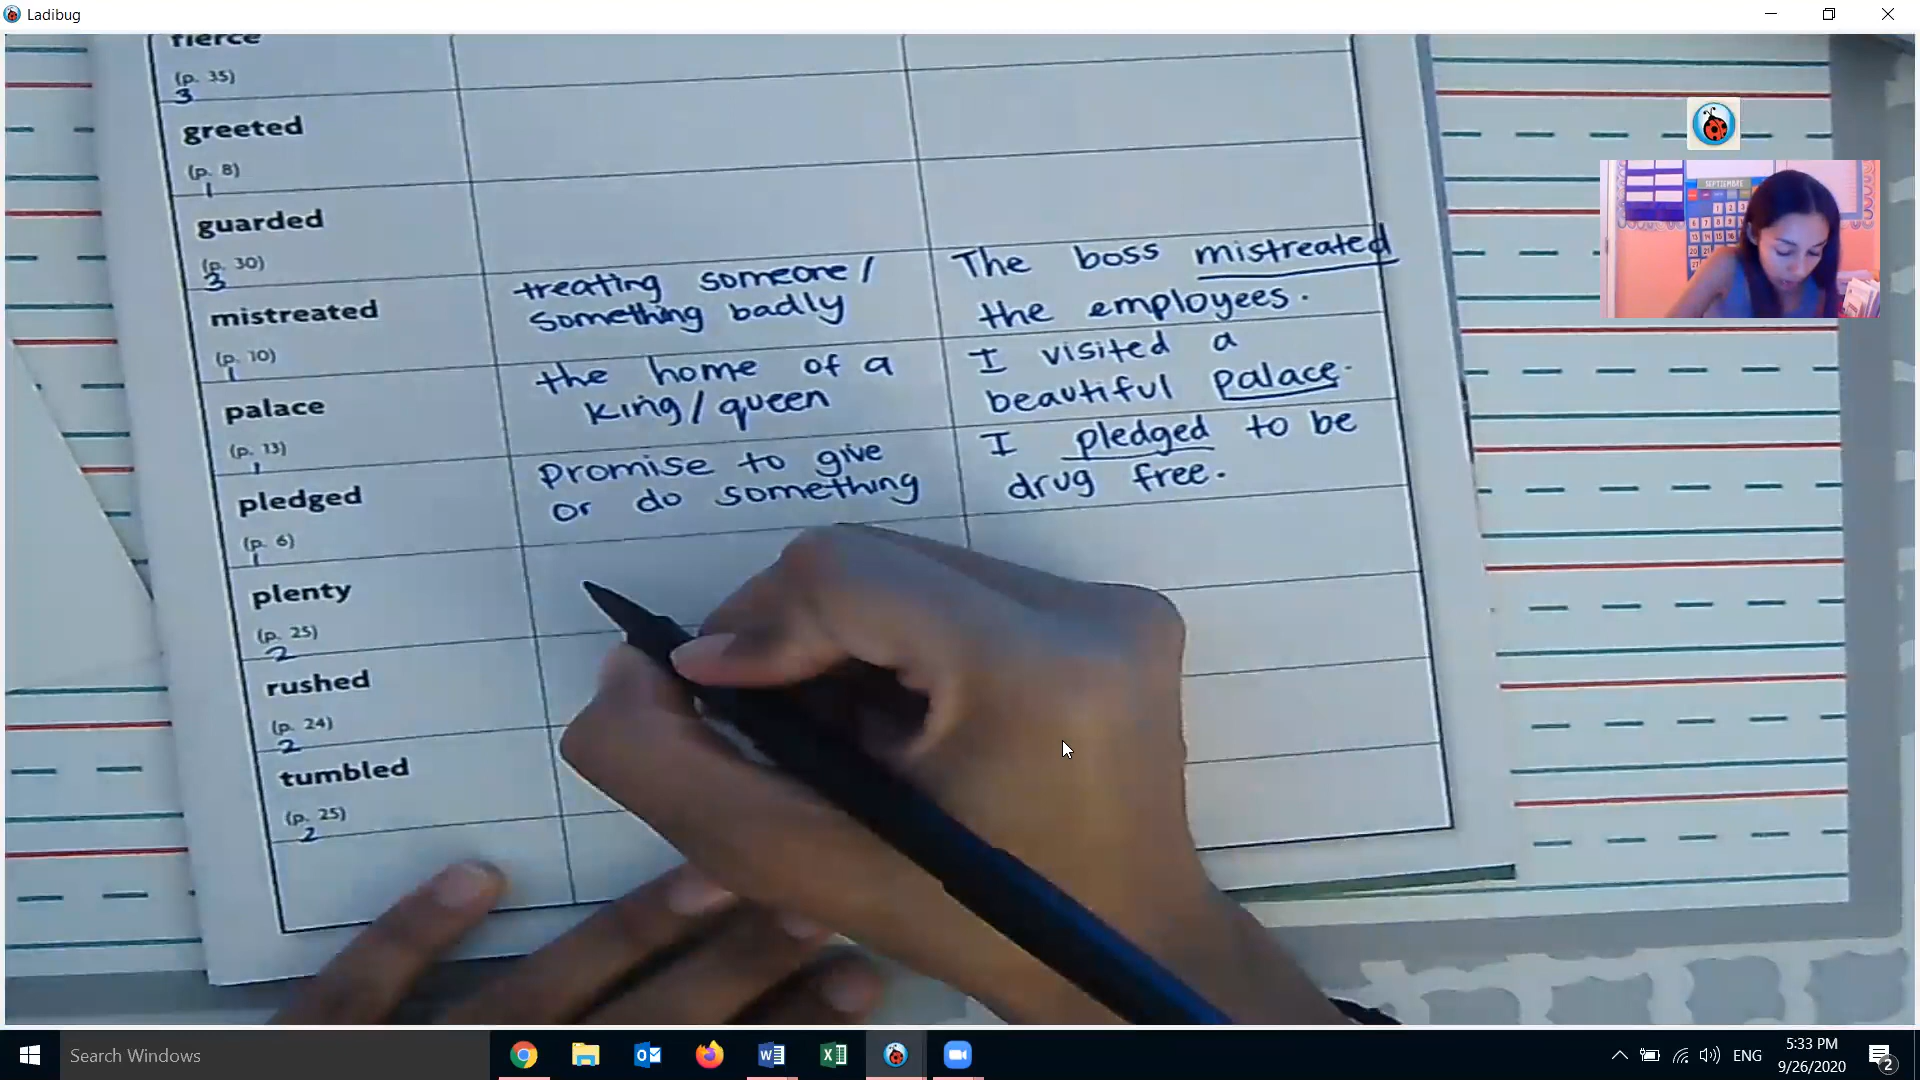 Ladibug
fierce
(p. 35)
3
greeted
(p. 8)
1
guarded
(p. 30)
3
mistreated
treating someone/
something badly
The boss mistreated
the employees.
(p. 10)
1
palace
the home of a
king/queen
I visited a
beautiful palace.
(p. 13)
1
pledged
promise to give
or do something
I pledged to be
drug free.
(p. 6)
1
plenty
(p. 25)
2
rushed
(p. 24)
2
tumbled
(p. 25)
2
SEPTIEMBRE
Search Windows
ENG
5:33 PM
9/26/2020
2